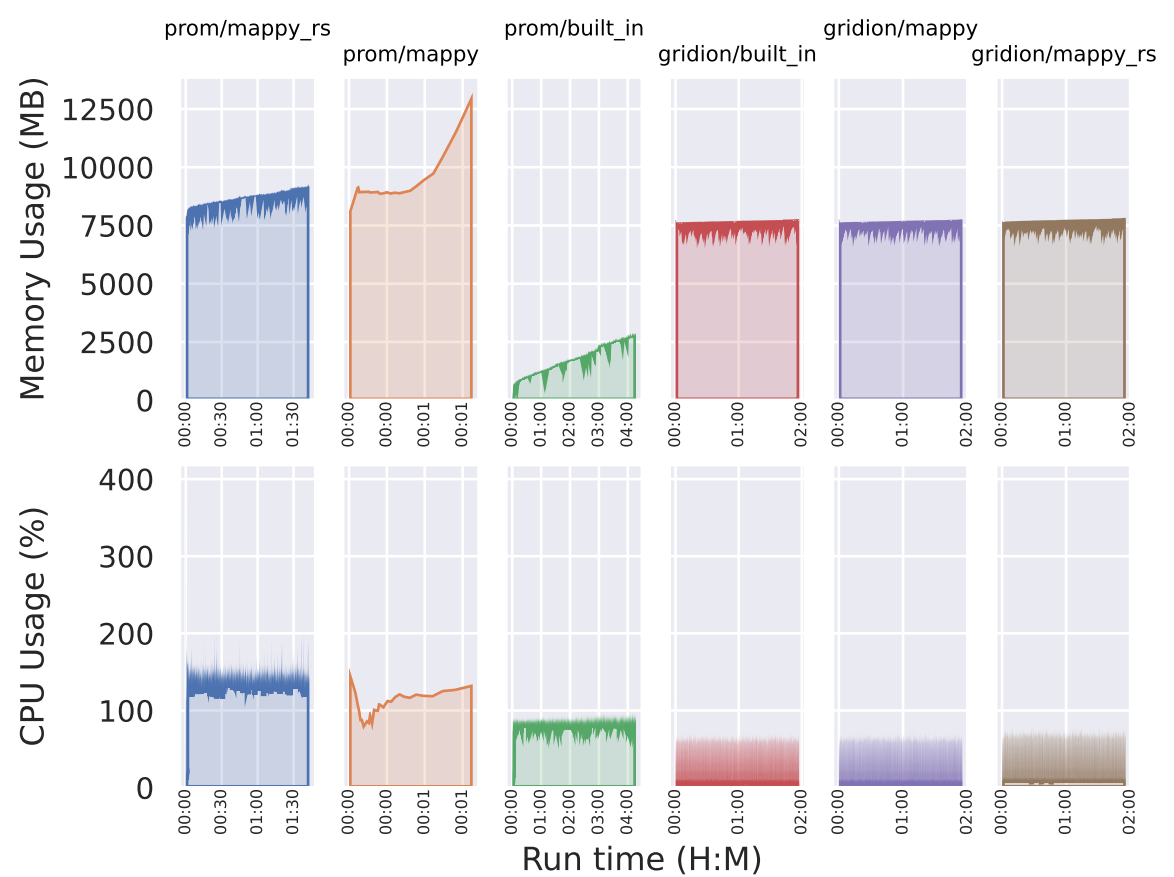 prom/mappy_rs prom/built_in gridion/mappy
prom/mappy gridion/built_in gridion/mappy_rs
Memory Usage (MB)
12500
10000
7500
5000
2500
0
00:00 00:30 01:00 01:30 00:00 00:00 00:01 00:01 00:00 01:00 02:00 03:00 04:00 00:00 01:00 02:00 00:00 01:00 02:00 00:00 01:00 02:00
CPU Usage (%)
400
300
200
100
0
00:00 00:30 01:00 01:30 00:00 00:00 00:01 00:01 00:00 01:00 02:00 03:00 04:00 00:00 01:00 02:00 00:00 01:00 02:00 00:00 01:00 02:00
Run time (H:M)